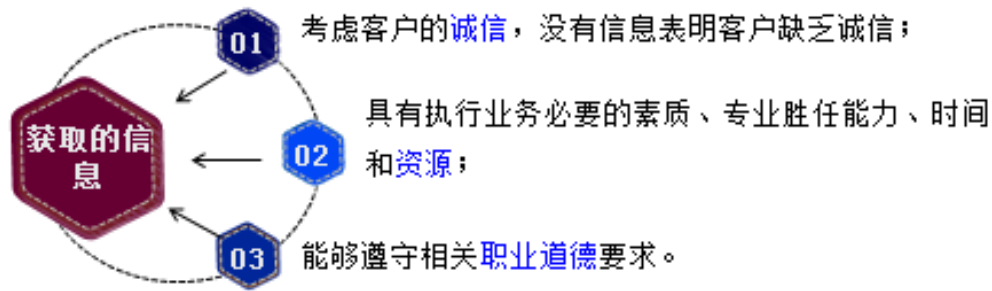 获取的信
息
01
考虑客户的诚信，没有信息表明客户缺乏诚信；
02
具有执行业务必要的素质、专业胜任能力、时间
和资源；
03
能够遵守相关职业道德要求。